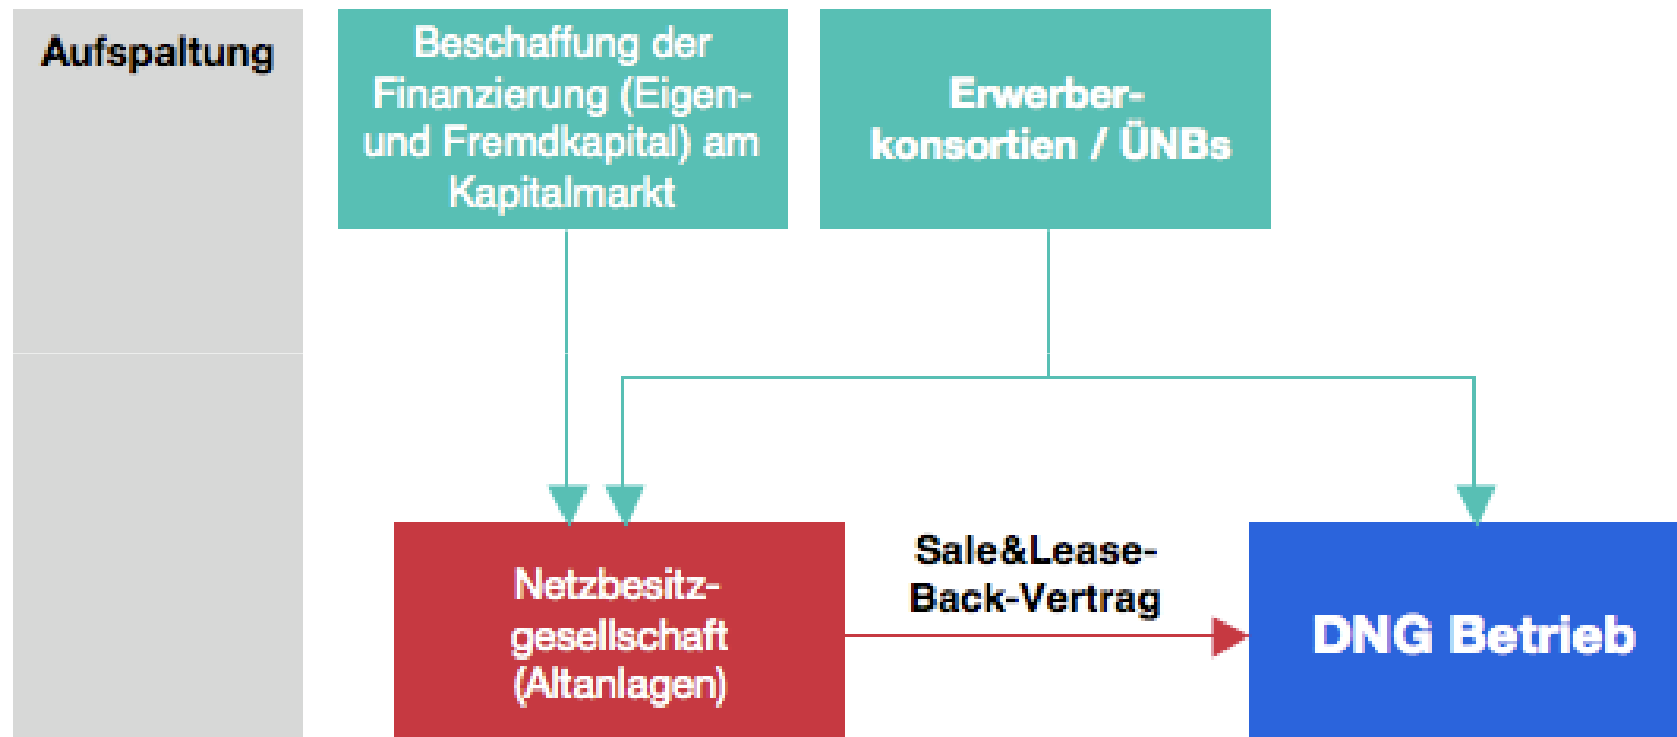 Aufspaltung
Beschaffung der
Finanzierung (Eigen-
und Fremdkapital) am
Kapitalmarkt
Erwerber-
konsortien / ÜNBs
Netzbesitz-
gesellschaft
(Altanlagen)
Sale&Lease-
Back-Vertrag
DNG Betrieb